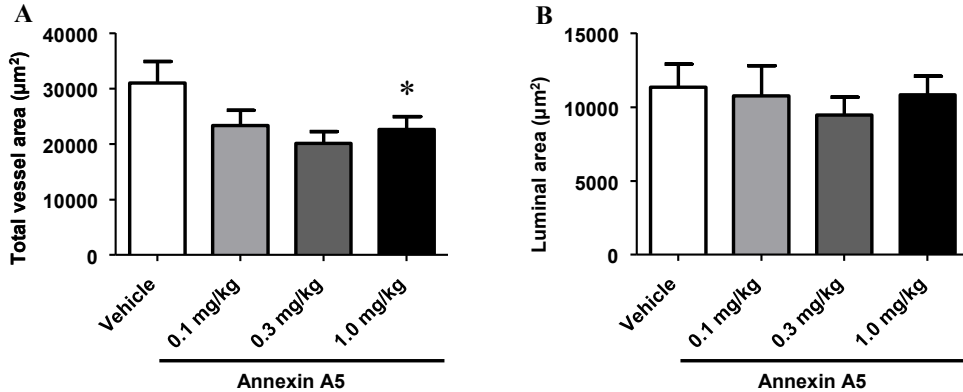 A
Total vessel area (µm²)
40000
30000
20000
10000
0
*
Vehicle
0.1 mg/kg
0.3 mg/kg
1.0 mg/kg
Annexin A5
B
Luminal area (µm²)
15000
10000
5000
0
Vehicle
0.1 mg/kg
0.3 mg/kg
1.0 mg/kg
Annexin A5